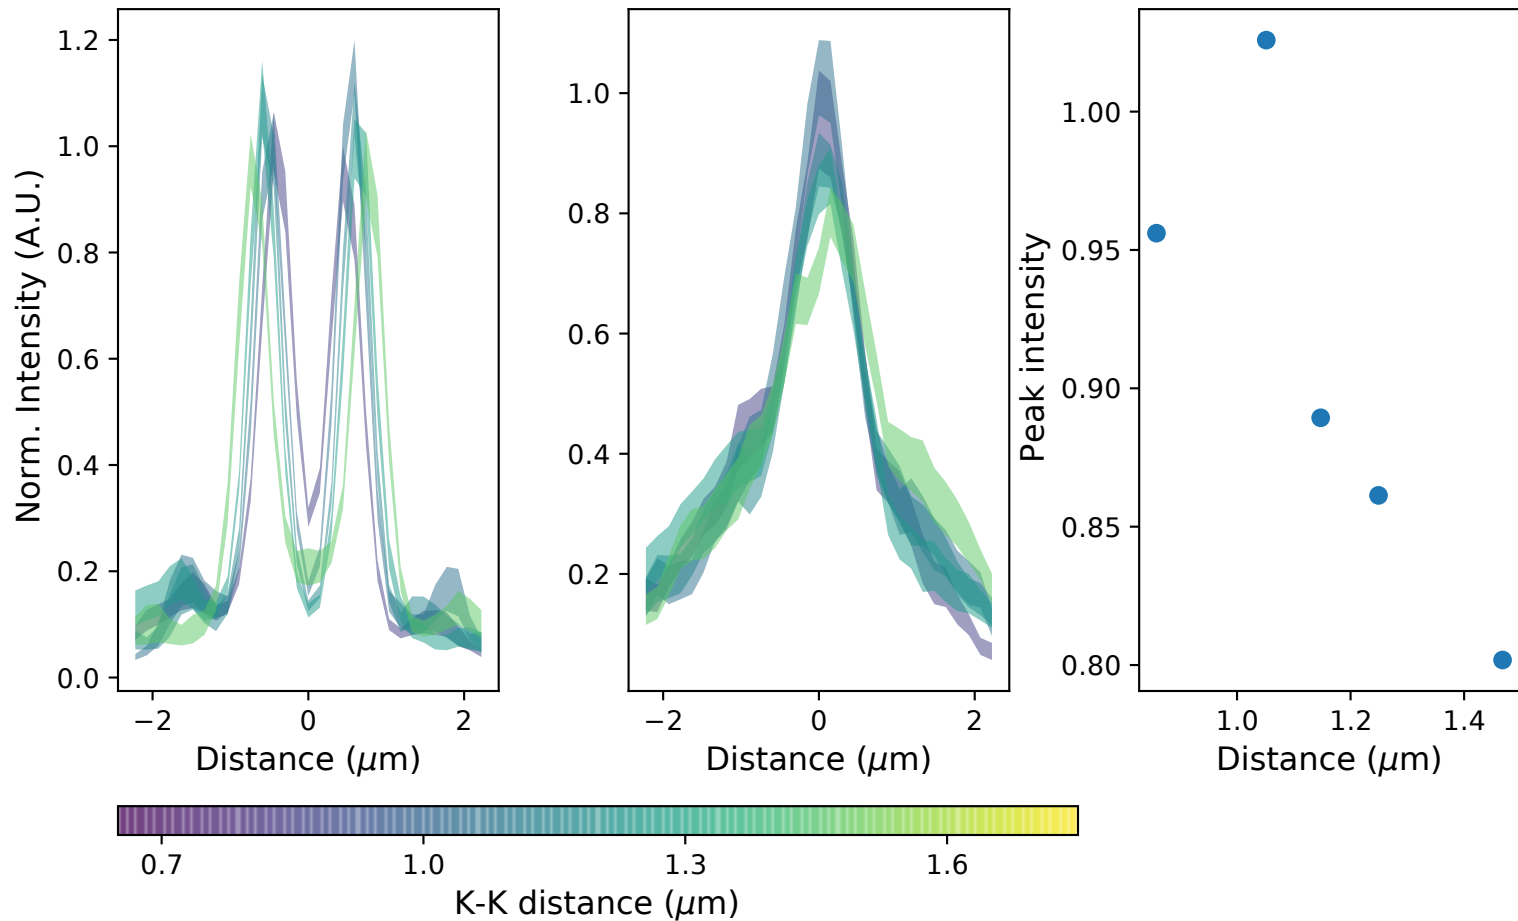 Norm. Intensity (A.U.)
1.2
1.0
0.8
0.6
0.4
0.2
0.0
−2 0 2
Distance (μm)
1.0
0.8
0.6
0.4
0.2
−2 0 2
Distance (μm)
Peak intensity
1.00
0.95
0.90
0.85
0.80
1.0 1.2 1.4
Distance (μm)
0.7 1.0 1.3 1.6
K-K distance (μm)